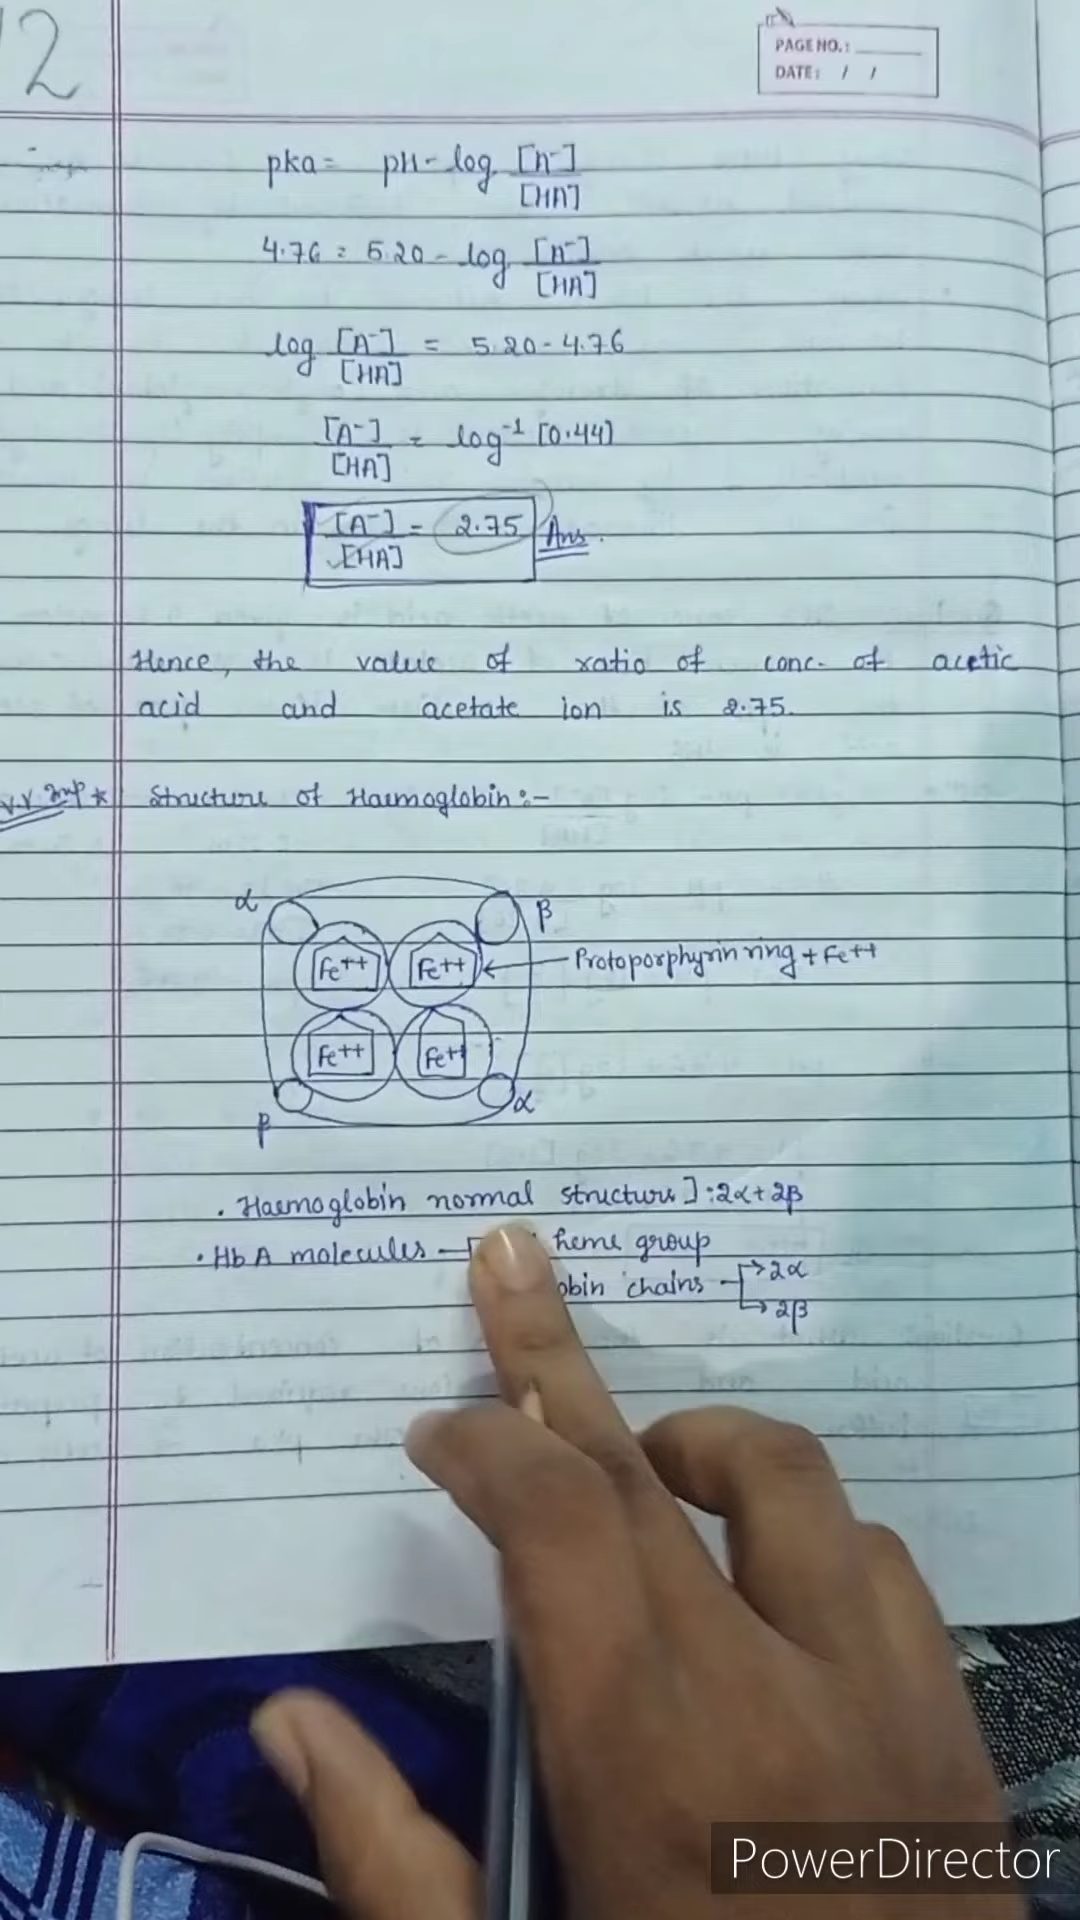 12
PAGE NO.:
DATE: / /
pka = pH - log [A-]/[HA]
4.76 = 5.20 - log [A-]/[HA]
log [A-]/[HA] = 5.20 - 4.76
[A-]/[HA] = log-1 [0.44]
[A-]/[HA] = 2.75 Ans.
Hence, the value of ratio of conc. of acetic
acid and acetate ion is 2.75.
V.V. Imp * Structure of Haemoglobin :-
α β
Fe++ Fe++ Protoporphyrin ring + Fe++
Fe++ Fe++
β α
. Haemoglobin normal structure] : 2α + 2β
. Hb A molecules heme group
obin chains → 2α
→ 2β
PowerDirector